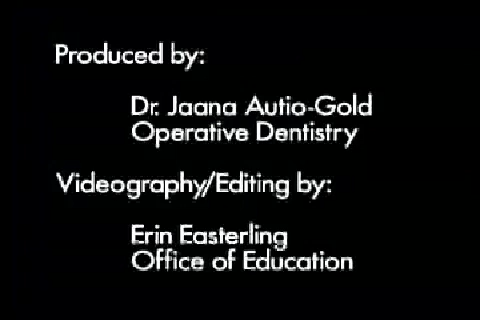 Produced by:
Dr. Jaana Autio-Gold
Operative Dentistry
Videography/Editing by:
Erin Easterling
Office of Education